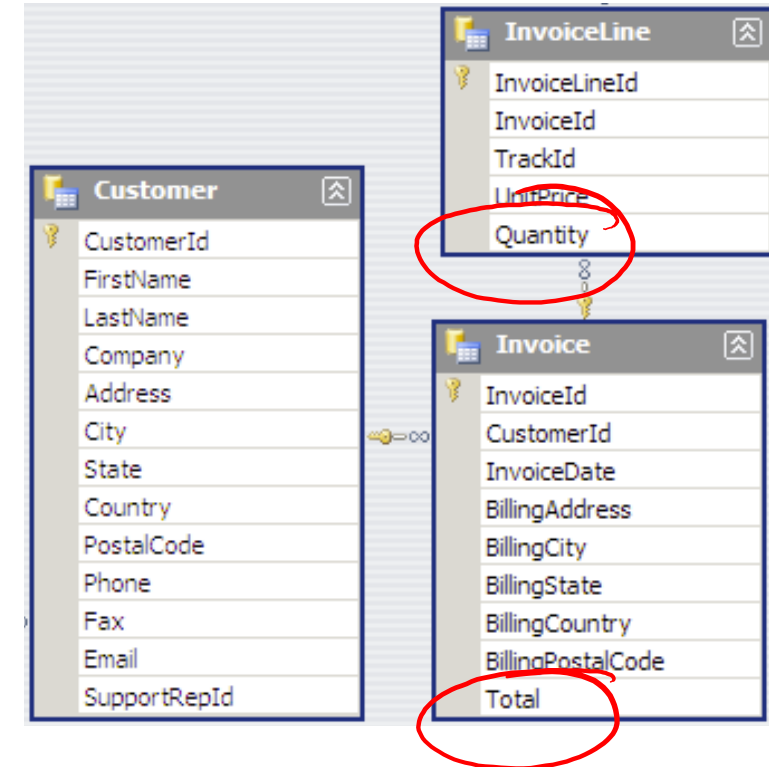 InvoiceLine
InvoiceLineId
InvoiceId
TrackId
UnitPrice
Quantity
Customer
CustomerId
FirstName
LastName
Company
Address
City
State
Country
PostalCode
Phone
Fax
Email
SupportRepId
Invoice
InvoiceId
CustomerId
InvoiceDate
BillingAddress
BillingCity
BillingState
BillingCountry
BillingPostalCode
Total